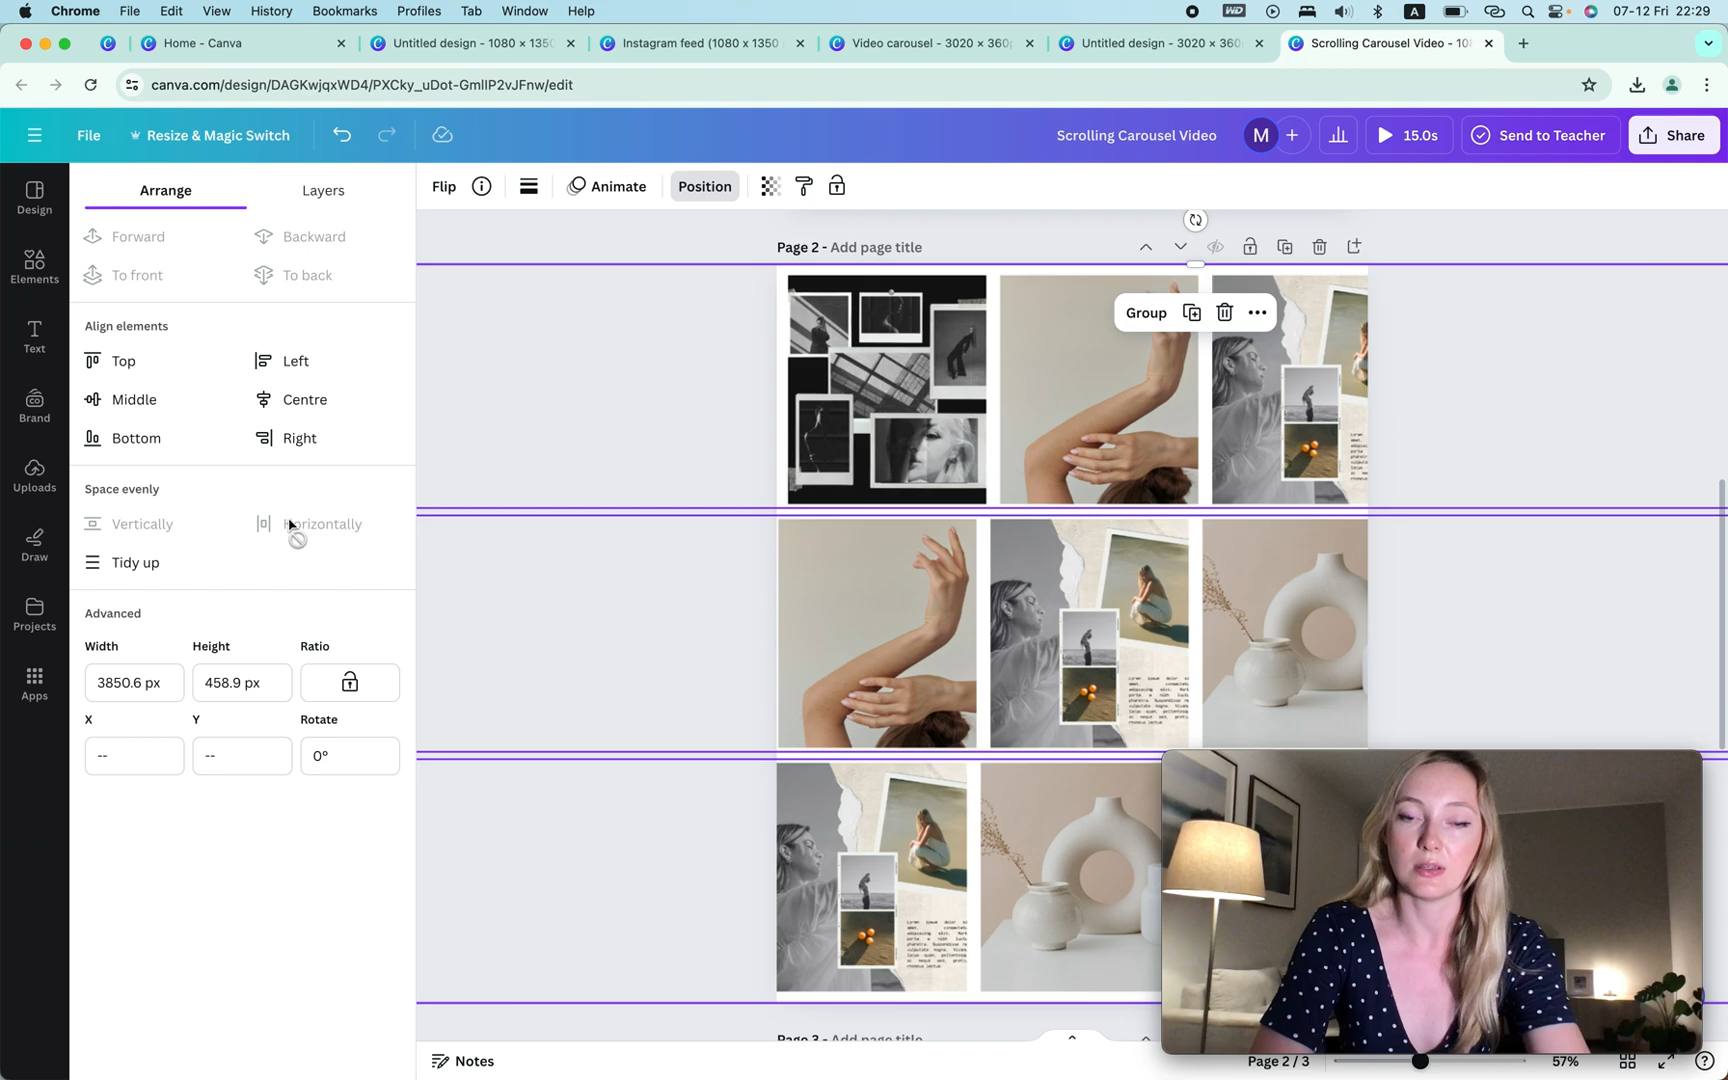 Chrome File Edit View History Bookmarks Profiles Tab Window Help
A 07-12 Fri 22:29
Home - Canva
Untitled design - 1080 × 135
Instagram feed (1080 x 1350
Video carousel - 3020 × 360
Untitled design - 3020 × 360
Scrolling Carousel Video - 10
canva.com/design/DAGKwjqxWD4/PXCky_uDot-GmlIP2vJFnw/edit
File Resize & Magic Switch
Scrolling Carousel Video M 15.0s Send to Teacher Share
Design
Elements
Text
Brand
Uploads
Draw
Projects
Apps
Arrange Layers
Forward Backward
To front To back
Align elements
Top Left
Middle Centre
Bottom Right
Space evenly
Vertically Horizontally
Tidy up
Advanced
Width Height Ratio
3850.6 px 458.9 px
X Y Rotate
-- -- 0°
Flip Animate Position
Page 2 - Add page title
Group
Page 3 - Add page title
Notes
Page 2 / 3 57%